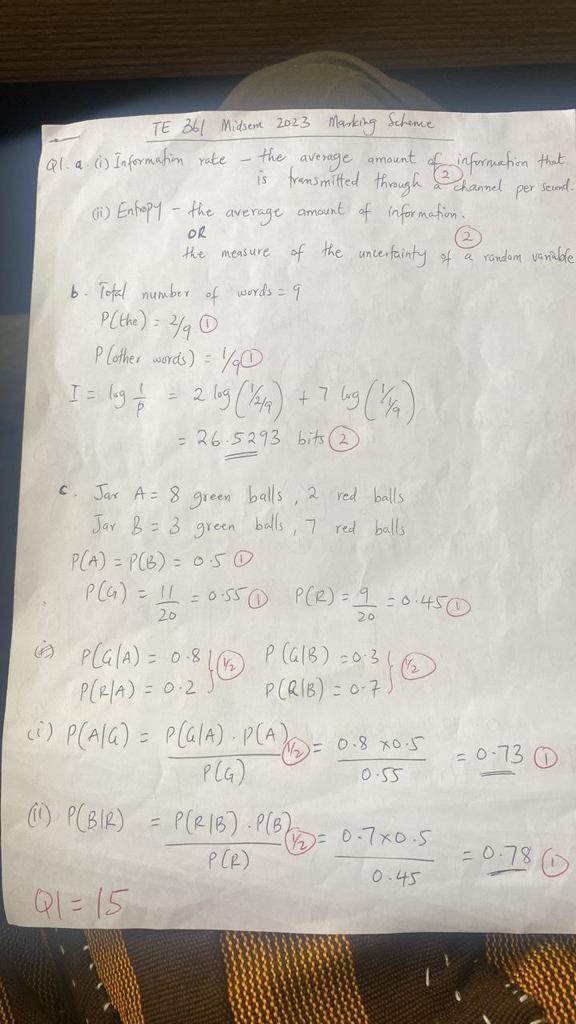 TE 361 Midsem 2023 Marking Scheme
Q1. a. (i) Information rate - the average amount of information that
is transmitted through a channel per second.
(2)
(ii) Entropy - the average amount of information.
OR
(2)
the measure of the uncertainty of a random variable
b. Total number of words = 9
P(the) = 2/9 (1)
P(other words) = 1/9 (1)
I = log 1/p = 2 log (1/2/9) + 7 log (1/1/9)
= 26.5293 bits (2)
c. Jar A = 8 green balls, 2 red balls
Jar B = 3 green balls, 7 red balls
P(A) = P(B) = 0.5 (1)
P(G) = 11/20 = 0.55 (1) P(R) = 9/20 = 0.45 (1)
P(G|A) = 0.8 } (1/2) P(G|B) = 0.3 } (1/2)
P(R|A) = 0.2 P(R|B) = 0.7
(i) P(A|G) = P(G|A) . P(A) / P(G) (1/2) = 0.8 x 0.5 / 0.55 = 0.73 (1)
(ii) P(B|R) = P(R|B) . P(B) / P(R) (1/2) = 0.7 x 0.5 / 0.45 = 0.78 (1)
Q1 = 15